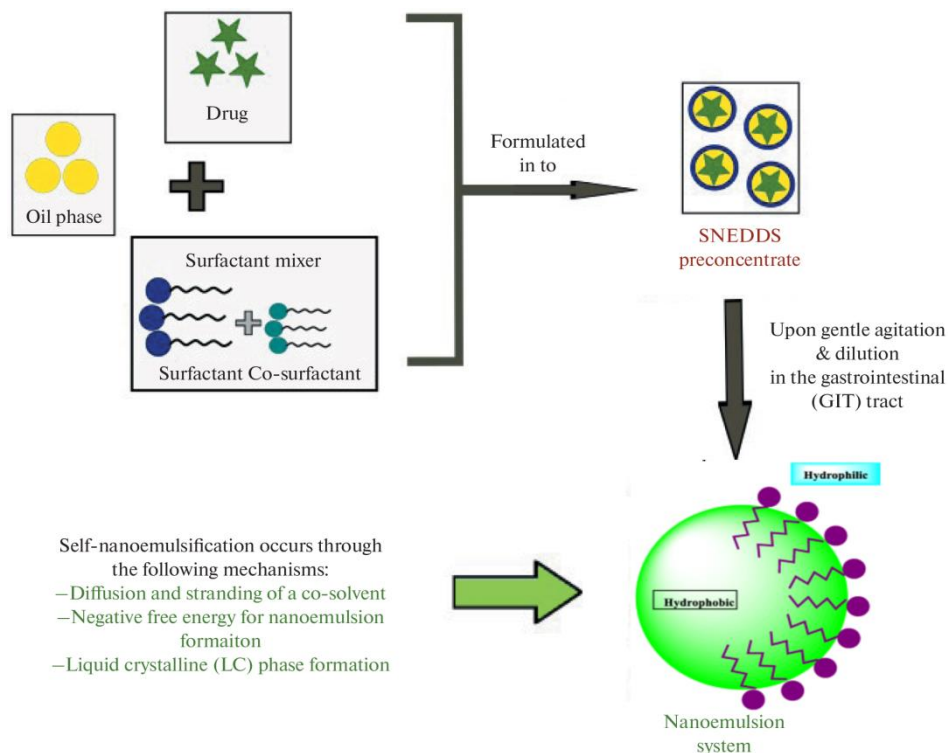 Drug
Oil phase
Surfactant mixer
Surfactant Co-surfactant
Formulated
in to
SNEDDS
preconcentrate
Upon gentle agitation
& dilution
in the gastrointestinal
(GIT) tract
Hydrophilic
Hydrophobic
Self-nanoemulsification occurs through
the following mechanisms:
−Diffusion and stranding of a co-solvent
−Negative free energy for nanoemulsion
formaiton
−Liquid crystalline (LC) phase formation
Nanoemulsion
system